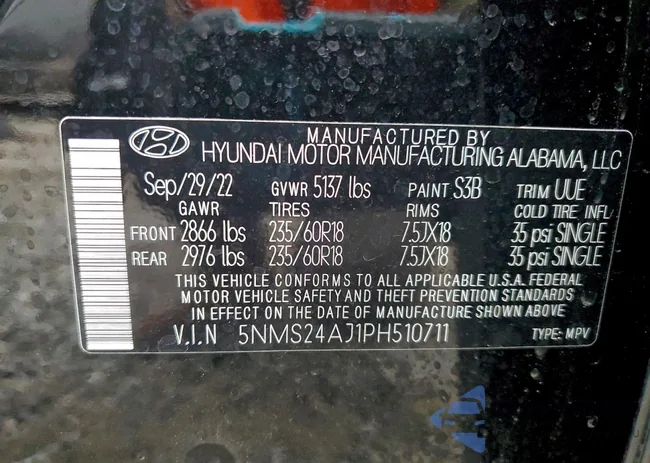 MANUFACTURED BY
HYUNDAI MOTOR MANUFACTURING ALABAMA, LLC
Sep/29/22 GVWR 5137 lbs PAINT S3B TRIM UUE
GAWR TIRES RIMS COLD TIRE INFL
FRONT 2866 lbs 235/60R18 7.5JX18 35 psi SINGLE
REAR 2976 lbs 235/60R18 7.5JX18 35 psi SINGLE
THIS VEHICLE CONFORMS TO ALL APPLICABLE U.S.A. FEDERAL
MOTOR VEHICLE SAFETY AND THEFT PREVENTION STANDARDS
IN EFFECT ON THE DATE OF MANUFACTURE SHOWN ABOVE
V.I.N 5NMS24AJ1PH510711 TYPE: MPV